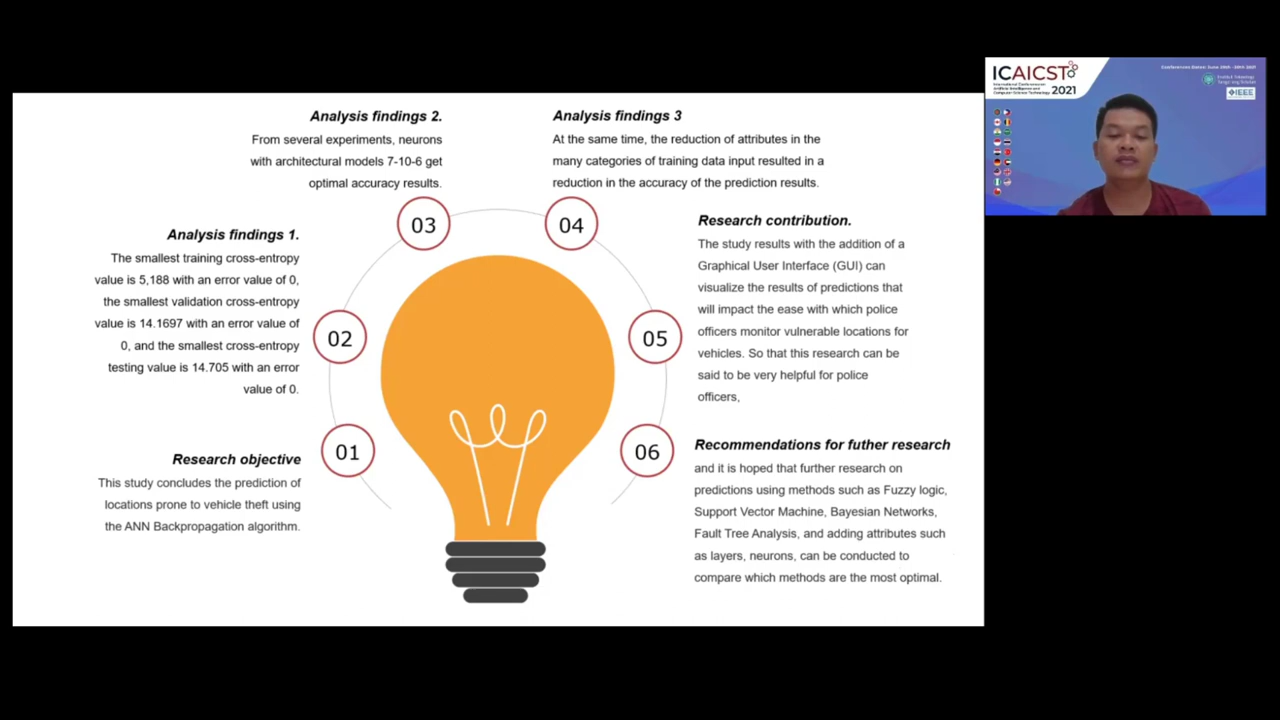 Analysis findings 2.
From several experiments, neurons
with architectural models 7-10-6 get
optimal accuracy results.
Analysis findings 3
At the same time, the reduction of attributes in the
many categories of training data input resulted in a
reduction in the accuracy of the prediction results.
03
04
Analysis findings 1.
The smallest training cross-entropy
value is 5,188 with an error value of 0,
the smallest validation cross-entropy
value is 14.1697 with an error value of
0, and the smallest cross-entropy
testing value is 14.705 with an error
value of 0.
02
Research contribution.
The study results with the addition of a
Graphical User Interface (GUI) can
visualize the results of predictions that
will impact the ease with which police
officers monitor vulnerable locations for
vehicles. So that this research can be
said to be very helpful for police
officers,
05
Research objective
This study concludes the prediction of
locations prone to vehicle theft using
the ANN Backpropagation algorithm.
01
06
Recommendations for futher research
and it is hoped that further research on
predictions using methods such as Fuzzy logic,
Support Vector Machine, Bayesian Networks,
Fault Tree Analysis, and adding attributes such
as layers, neurons, can be conducted to
compare which methods are the most optimal.
ICAICST
International Conference on
Artificial Intelligence and
Computer Science Technology
2021
IEEE